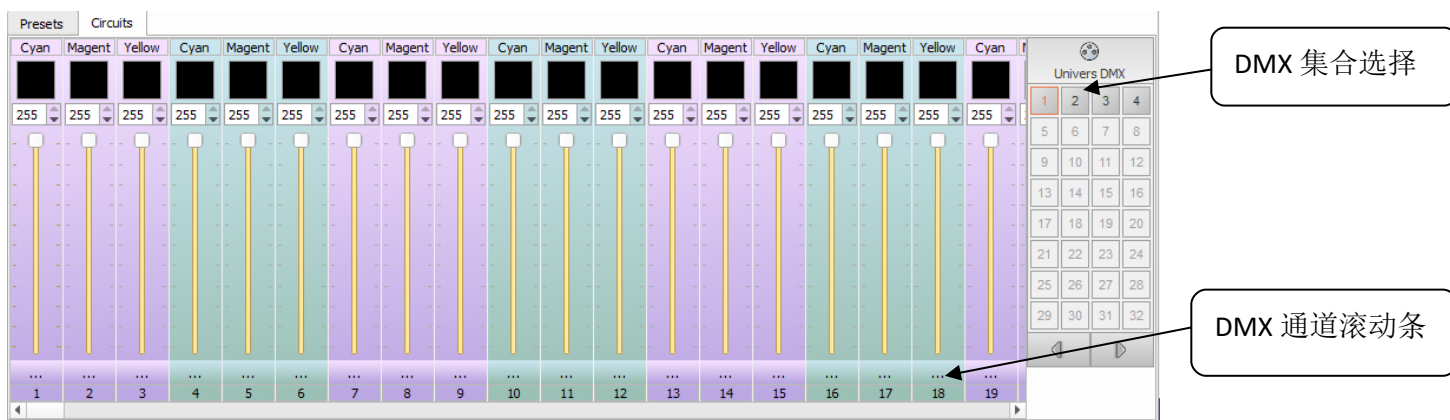 Presets Circuits
Cyan Magent Yellow Cyan Magent Yellow Cyan Magent Yellow Cyan Magent Yellow Cyan Magent Yellow Cyan Magent Yellow Cyan
255 255 255 255 255 255 255 255 255 255 255 255 255 255 255 255 255 255 255
... ... ... ... ... ... ... ... ... ... ... ... ... ... ... ... ... ... ...
1 2 3 4 5 6 7 8 9 10 11 12 13 14 15 16 17 18 19
Univers DMX
1 2 3 4
5 6 7 8
9 10 11 12
13 14 15 16
17 18 19 20
21 22 23 24
25 26 27 28
29 30 31 32
DMX 集合选择
DMX 通道滚动条